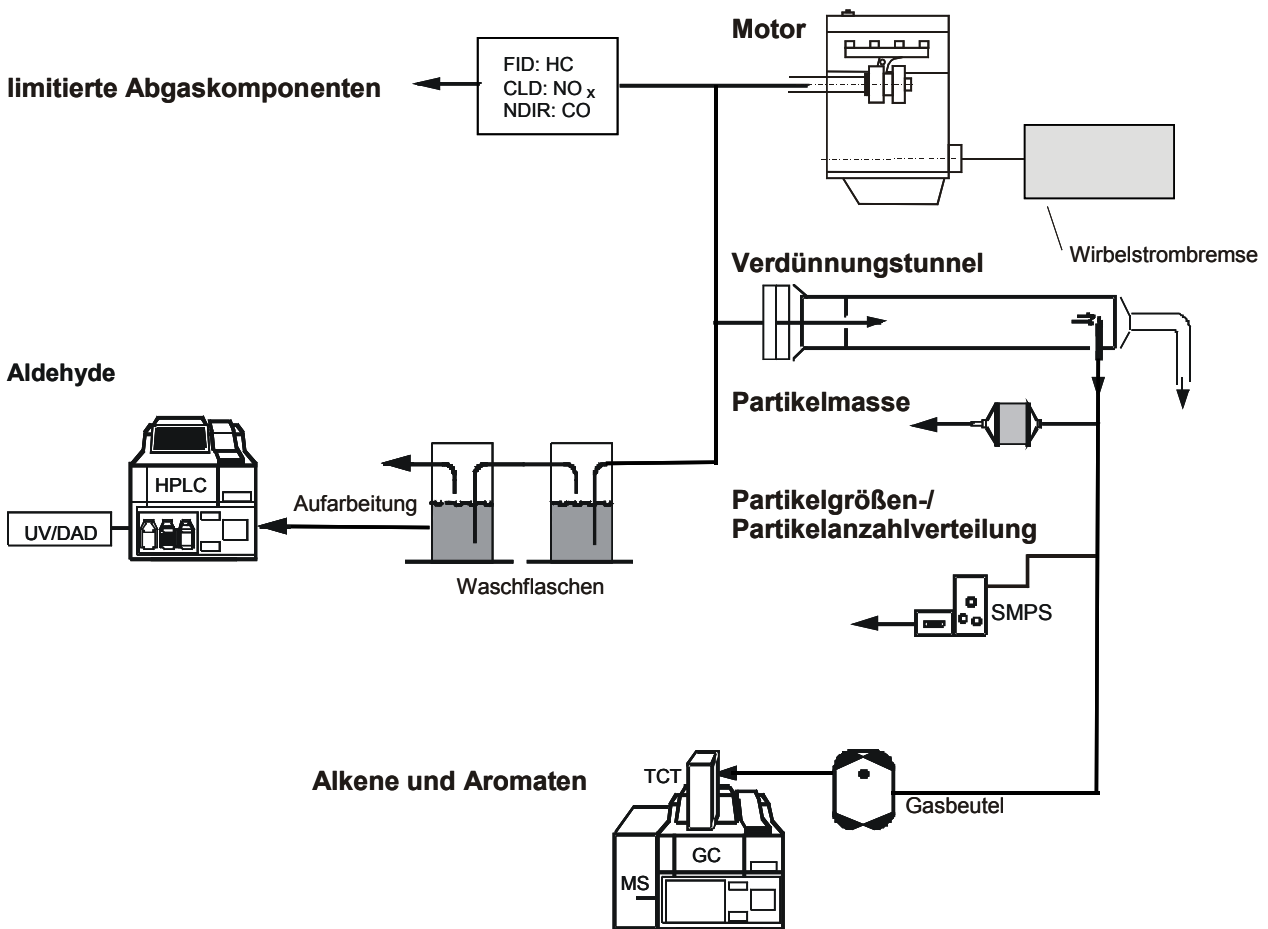 Motor
FID: HC
CLD: NOx
NDIR: CO
limitierte Abgaskomponenten
Wirbelstrombremse
Verdünnungstunnel
Aldehyde
Partikelmasse
HPLC
Aufarbeitung
UV/DAD
Waschflaschen
Partikelgrößen-/
Partikelanzahlverteilung
SMPS
Alkene und Aromaten
TCT
Gasbeutel
GC
MS